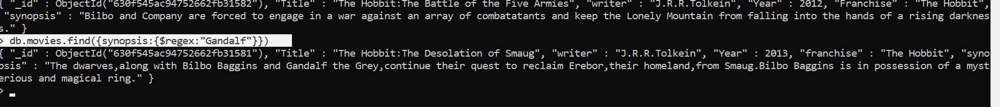 { "_id" : ObjectId("630f545ac94752662fb31582"), "Title" : "The Hobbit:The Battle of the Five Armies", "writer" : "J.R.R.Tolkein", "Year" : 2012, "Franchise" : "The Hobbit",
"synopsis" : "Bilbo and Company are forced to engage in a war against an array of combatatants and keep the Lonely Mountain from falling into the hands of a rising darknes
s." }
> db.movies.find({synopsis:{$regex:"Gandalf"}})
{ "_id" : ObjectId("630f545ac94752662fb31581"), "Title" : "The Hobbit:The Desolation of Smaug", "writer" : "J.R.R.Tolkein", "Year" : 2013, "franchise" : "The Hobbit", "syno
psis" : "The dwarves,along with Bilbo Baggins and Gandalf the Grey,continue their quest to reclaim Erebor,their homeland,from Smaug.Bilbo Baggins is in possession of a myst
erious and magical ring." }
>